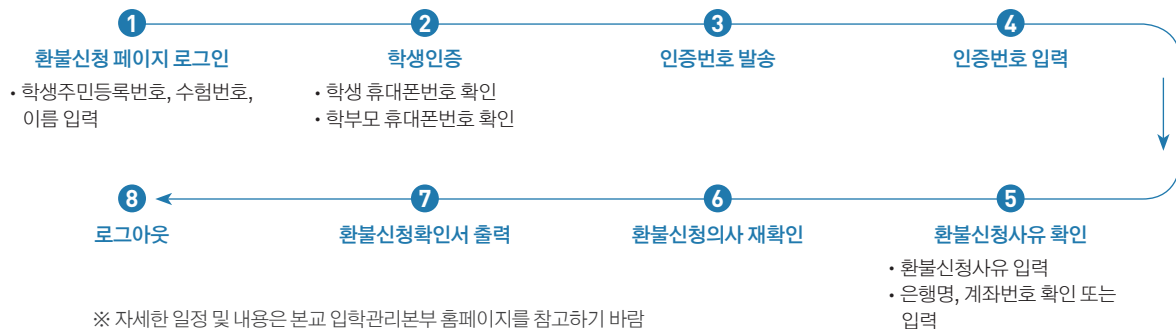 1
환불신청 페이지 로그인
• 학생주민등록번호, 수험번호,
이름 입력
2
학생인증
• 학생 휴대폰번호 확인
• 학부모 휴대폰번호 확인
3
인증번호 발송
4
인증번호 입력
5
환불신청사유 확인
• 환불신청사유 입력
• 은행명, 계좌번호 확인 또는
입력
6
환불신청의사 재확인
7
환불신청확인서 출력
8
로그아웃
※ 자세한 일정 및 내용은 본교 입학관리본부 홈페이지를 참고하기 바람